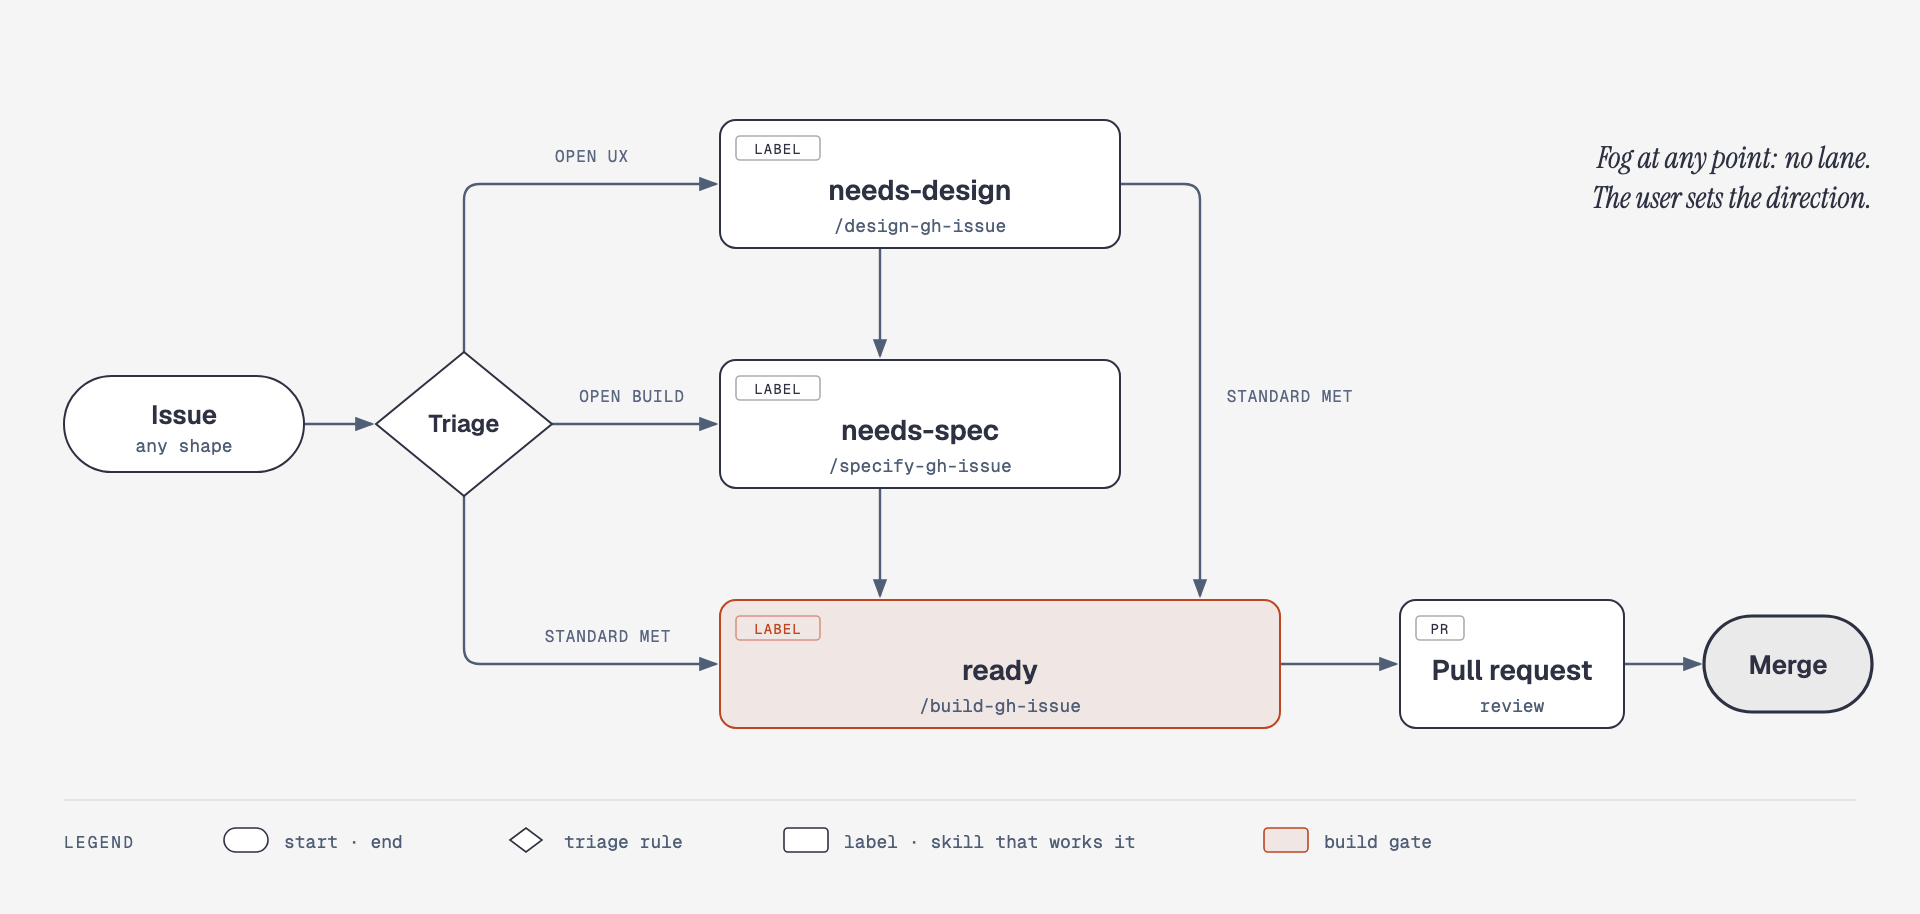 OPEN UX
LABEL
needs-design
/design-gh-issue
Fog at any point: no lane.
The user sets the direction.
Issue
any shape
Triage
OPEN BUILD
LABEL
needs-spec
/specify-gh-issue
STANDARD MET
STANDARD MET
LABEL
ready
/build-gh-issue
PR
Pull request
review
Merge
LEGEND
start · end
triage rule
label · skill that works it
build gate